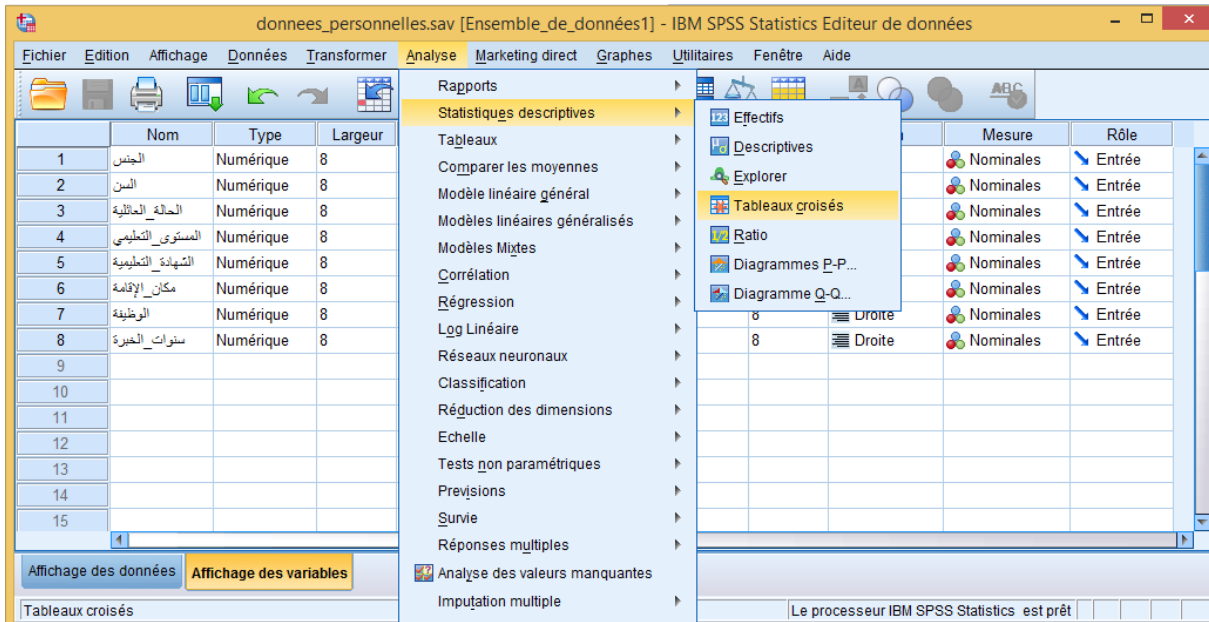 donnees_personnelles.sav [Ensemble_de_données1] - IBM SPSS Statistics Editeur de données
Fichier Edition Affichage Données Transformer Analyse Marketing direct Graphes Utilitaires Fenêtre Aide
Nom Type Largeur Mesure Rôle
1 الجنس Numérique 8 Nominales Entrée
2 السن Numérique 8 Nominales Entrée
3 الحالة_العائلية Numérique 8 Nominales Entrée
4 المستوى_التعليمي Numérique 8 Nominales Entrée
5 الشهادة_التعليمية Numérique 8 Nominales Entrée
6 مكان_الإقامة Numérique 8 Nominales Entrée
7 الوظيفة Numérique 8 8 Droite Nominales Entrée
8 سنوات_الخبرة Numérique 8 8 Droite Nominales Entrée
9
10
11
12
13
14
15
Rapports
Statistiques descriptives
Tableaux
Comparer les moyennes
Modèle linéaire général
Modèles linéaires généralisés
Modèles Mixtes
Corrélation
Régression
Log Linéaire
Réseaux neuronaux
Classification
Réduction des dimensions
Echelle
Tests non paramétriques
Previsions
Survie
Réponses multiples
Analyse des valeurs manquantes
Imputation multiple
123 Effectifs
Descriptives
Explorer
Tableaux croisés
1/2 Ratio
Diagrammes P-P...
Diagramme Q-Q...
Affichage des données Affichage des variables
Tableaux croisés Le processeur IBM SPSS Statistics est prêt